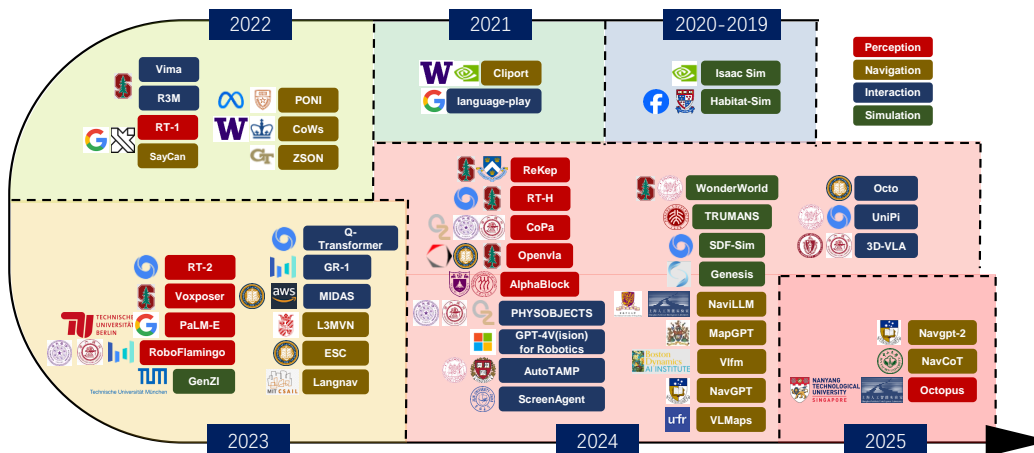 2022
2021
2020-2019
Perception
Navigation
Interaction
Simulation
Vima
R3M
RT-1
SayCan
PONI
CoWs
ZSON
Cliport
language-play
Isaac Sim
Habitat-Sim
Q-
Transformer
GR-1
MIDAS
aws
L3MVN
ESC
Langnav
MIT CSAIL
RT-2
Voxposer
TECHNISCHE
UNIVERSITÄT
BERLIN
PaLM-E
RoboFlamingo
GenZI
Technische Universität München
ReKep
RT-H
CoPa
Openvla
AlphaBlock
PHYSOBJECTS
GPT-4V(ision)
for Robotics
AutoTAMP
ScreenAgent
WonderWorld
TRUMANS
SDF-Sim
Genesis
NaviLLM
MapGPT
Boston
Dynamics
AI INSTITUTE
Vlfm
NavGPT
ufr
VLMaps
Octo
UniPi
3D-VLA
Navgpt-2
NavCoT
NANYANG
TECHNOLOGICAL
UNIVERSITY
SINGAPORE
Octopus
2023
2024
2025